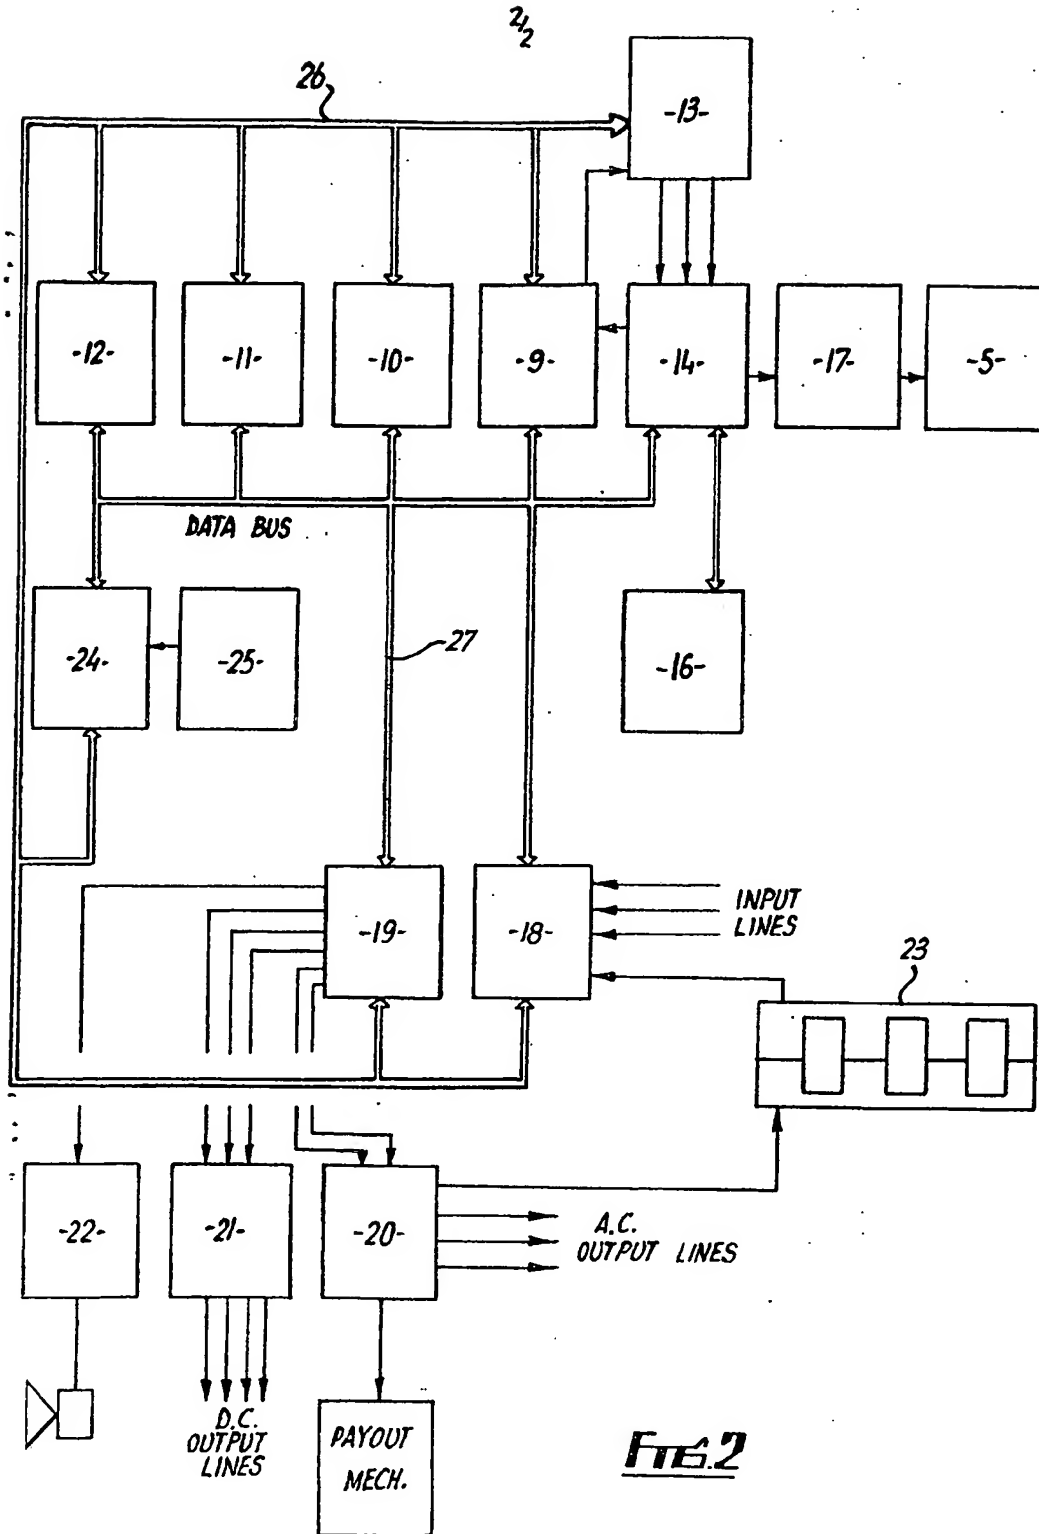 2/2
26
-13-
-12-
-11-
-10-
-9-
-14-
-17-
-5-
DATA BUS
-24-
-25-
27
-16-
-19-
-18-
INPUT
LINES
23
-22-
-21-
-20-
A.C.
OUTPUT LINES
D.C.
OUTPUT
LINES
PAYOUT
MECH.
FIG.2